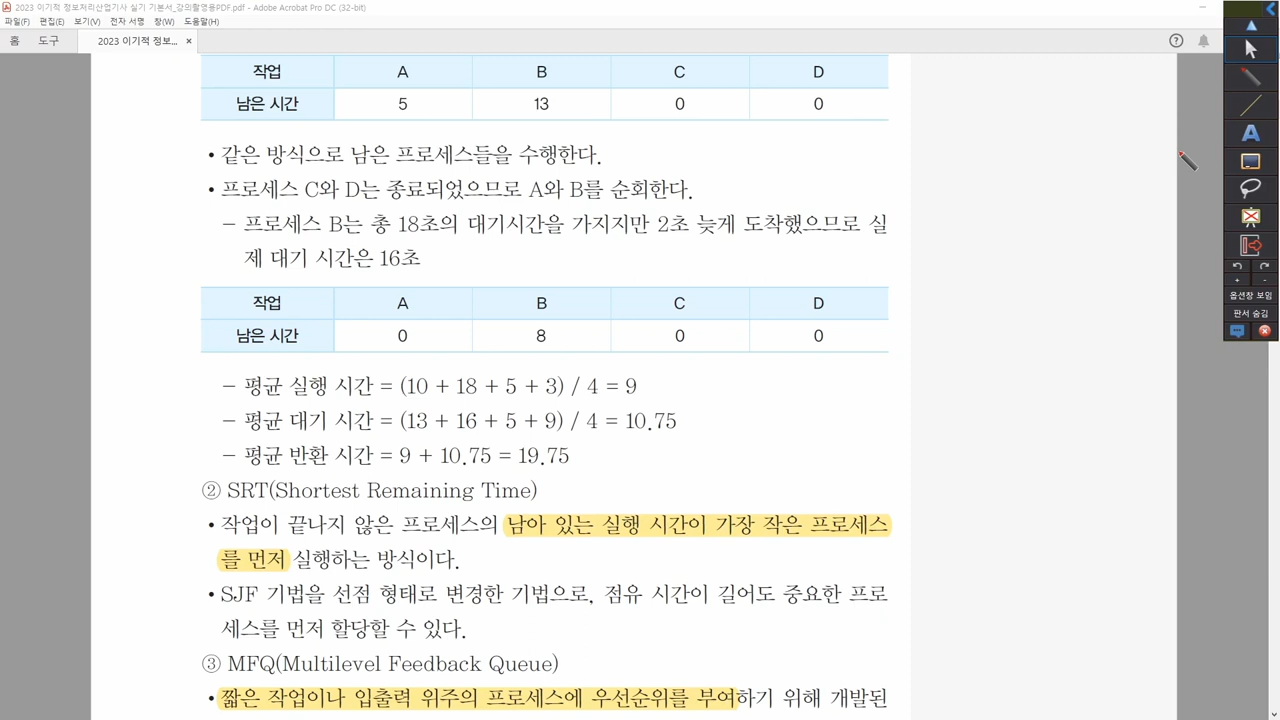 2023 이기적 정보처리산업기사 실기 기본서_강의촬영용PDF.pdf - Adobe Acrobat Pro DC (32-bit)
파일(F) 편집(E) 보기(V) 전자 서명 창(W) 도움말(H)
홈 도구 2023 이기적 정보... ×
작업 A B C D
남은 시간 5 13 0 0
• 같은 방식으로 남은 프로세스들을 수행한다.
• 프로세스 C와 D는 종료되었으므로 A와 B를 순회한다.
– 프로세스 B는 총 18초의 대기시간을 가지지만 2초 늦게 도착했으므로 실
제 대기 시간은 16초
작업 A B C D
남은 시간 0 8 0 0
– 평균 실행 시간 = (10 + 18 + 5 + 3) / 4 = 9
– 평균 대기 시간 = (13 + 16 + 5 + 9) / 4 = 10.75
– 평균 반환 시간 = 9 + 10.75 = 19.75
② SRT(Shortest Remaining Time)
• 작업이 끝나지 않은 프로세스의 남아 있는 실행 시간이 가장 작은 프로세스
를 먼저 실행하는 방식이다.
• SJF 기법을 선점 형태로 변경한 기법으로, 점유 시간이 길어도 중요한 프로
세스를 먼저 할당할 수 있다.
③ MFQ(Multilevel Feedback Queue)
• 짧은 작업이나 입출력 위주의 프로세스에 우선순위를 부여하기 위해 개발된
A
+ -
옵션창 보임
판서 숨김